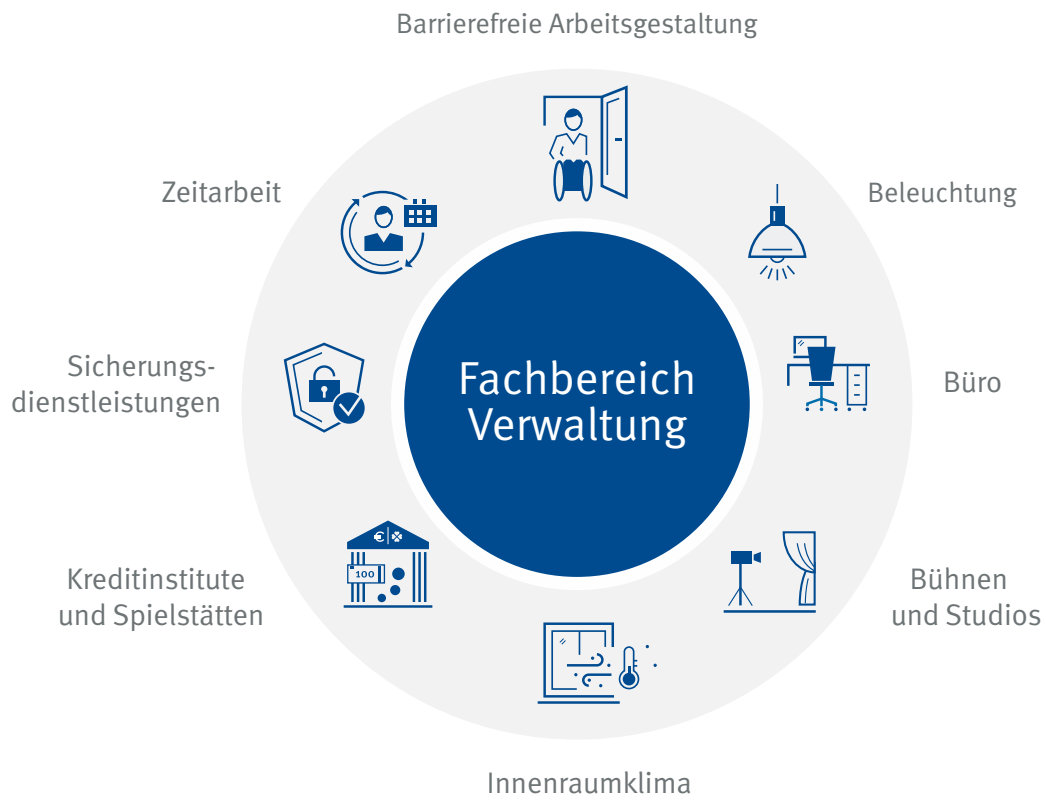 Barrierefreie Arbeitsgestaltung
Zeitarbeit
Beleuchtung
Sicherungs-
dienstleistungen
Fachbereich
Verwaltung
Büro
Kreditinstitute
und Spielstätten
€
100
Bühnen
und Studios
Innenraumklima